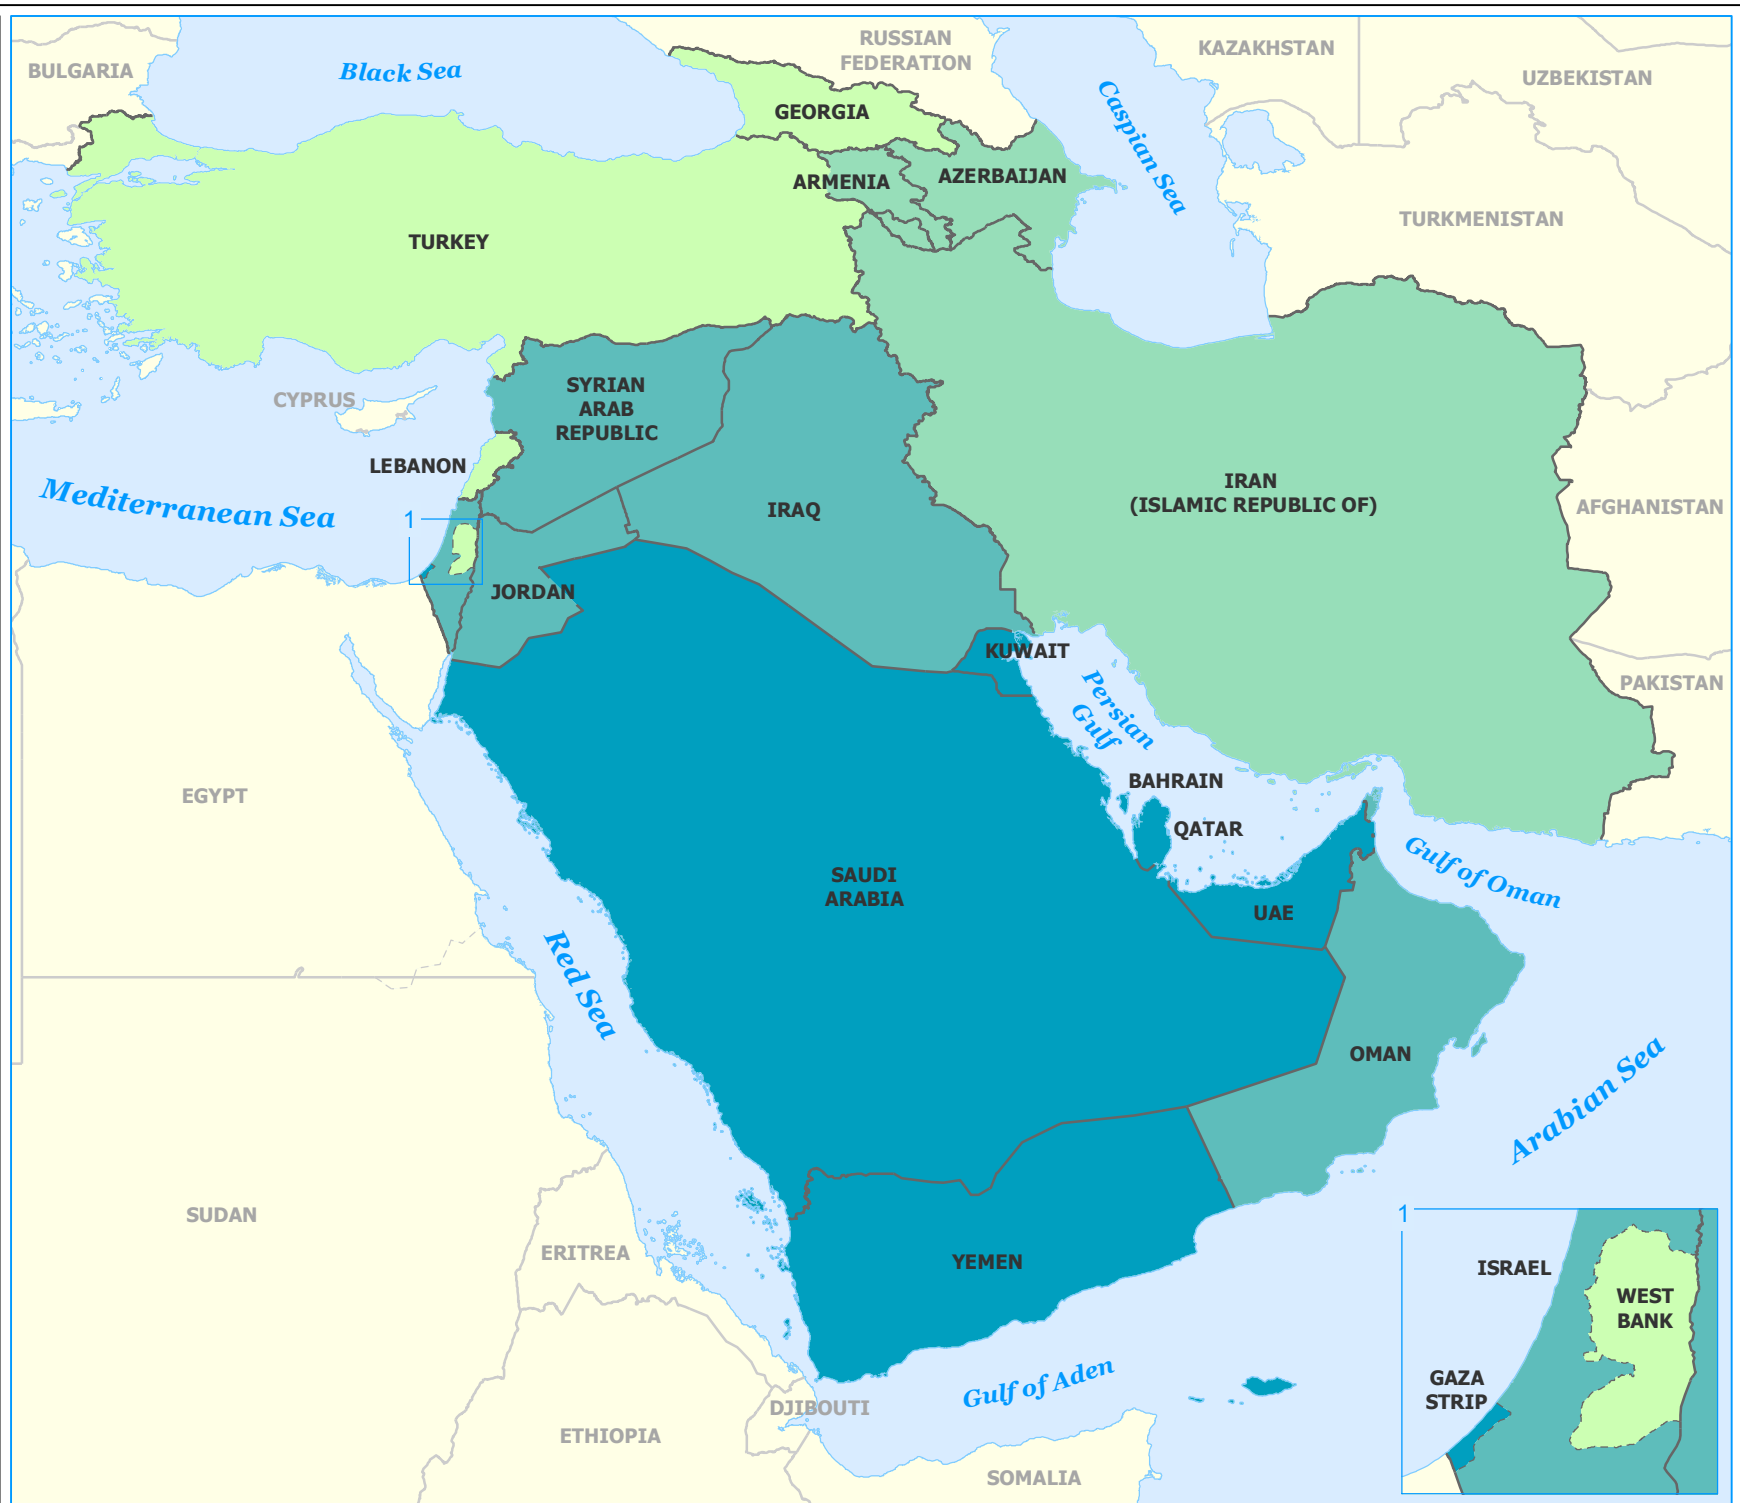 RUSSIAN
FEDERATION
KAZAKHSTAN
BULGARIA
Black Sea
UZBEKISTAN
GEORGIA
Caspian Sea
ARMENIA
AZERBAIJAN
TURKMENISTAN
TURKEY
SYRIAN
ARAB
REPUBLIC
CYPRUS
LEBANON
Mediterranean Sea
1
IRAQ
IRAN
(ISLAMIC REPUBLIC OF)
AFGHANISTAN
JORDAN
KUWAIT
PAKISTAN
Persian
Gulf
BAHRAIN
EGYPT
QATAR
Gulf of Oman
SAUDI
ARABIA
UAE
Red Sea
OMAN
Arabian Sea
SUDAN
ERITREA
YEMEN
1
ISRAEL
WEST
BANK
GAZA
STRIP
Gulf of Aden
DJIBOUTI
ETHIOPIA
SOMALIA